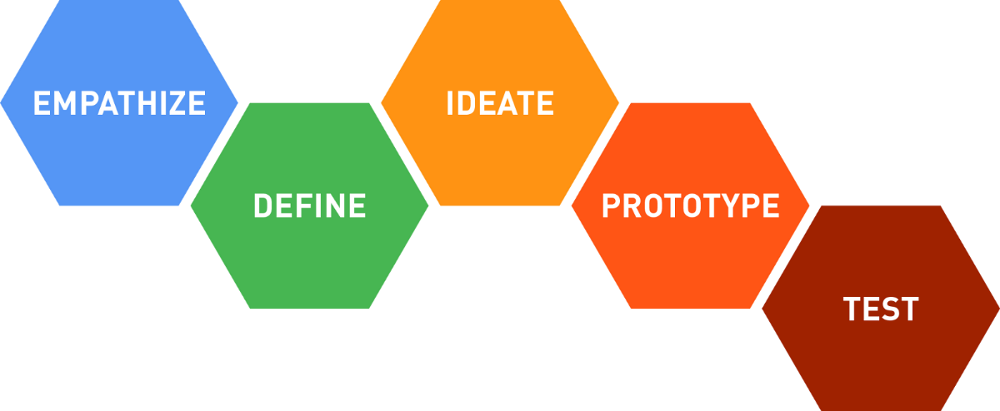 EMPATHIZE
DEFINE
IDEATE
PROTOTYPE
TEST